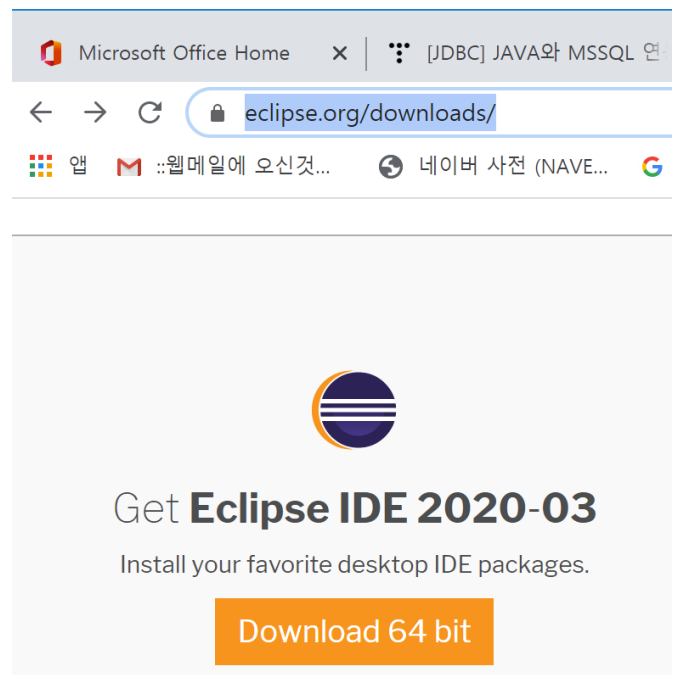 Microsoft Office Home
[JDBC] JAVA와 MSSQL 연
eclipse.org/downloads/
앱
::웹메일에 오신것...
네이버 사전 (NAVE...
Get Eclipse IDE 2020-03
Install your favorite desktop IDE packages.
Download 64 bit